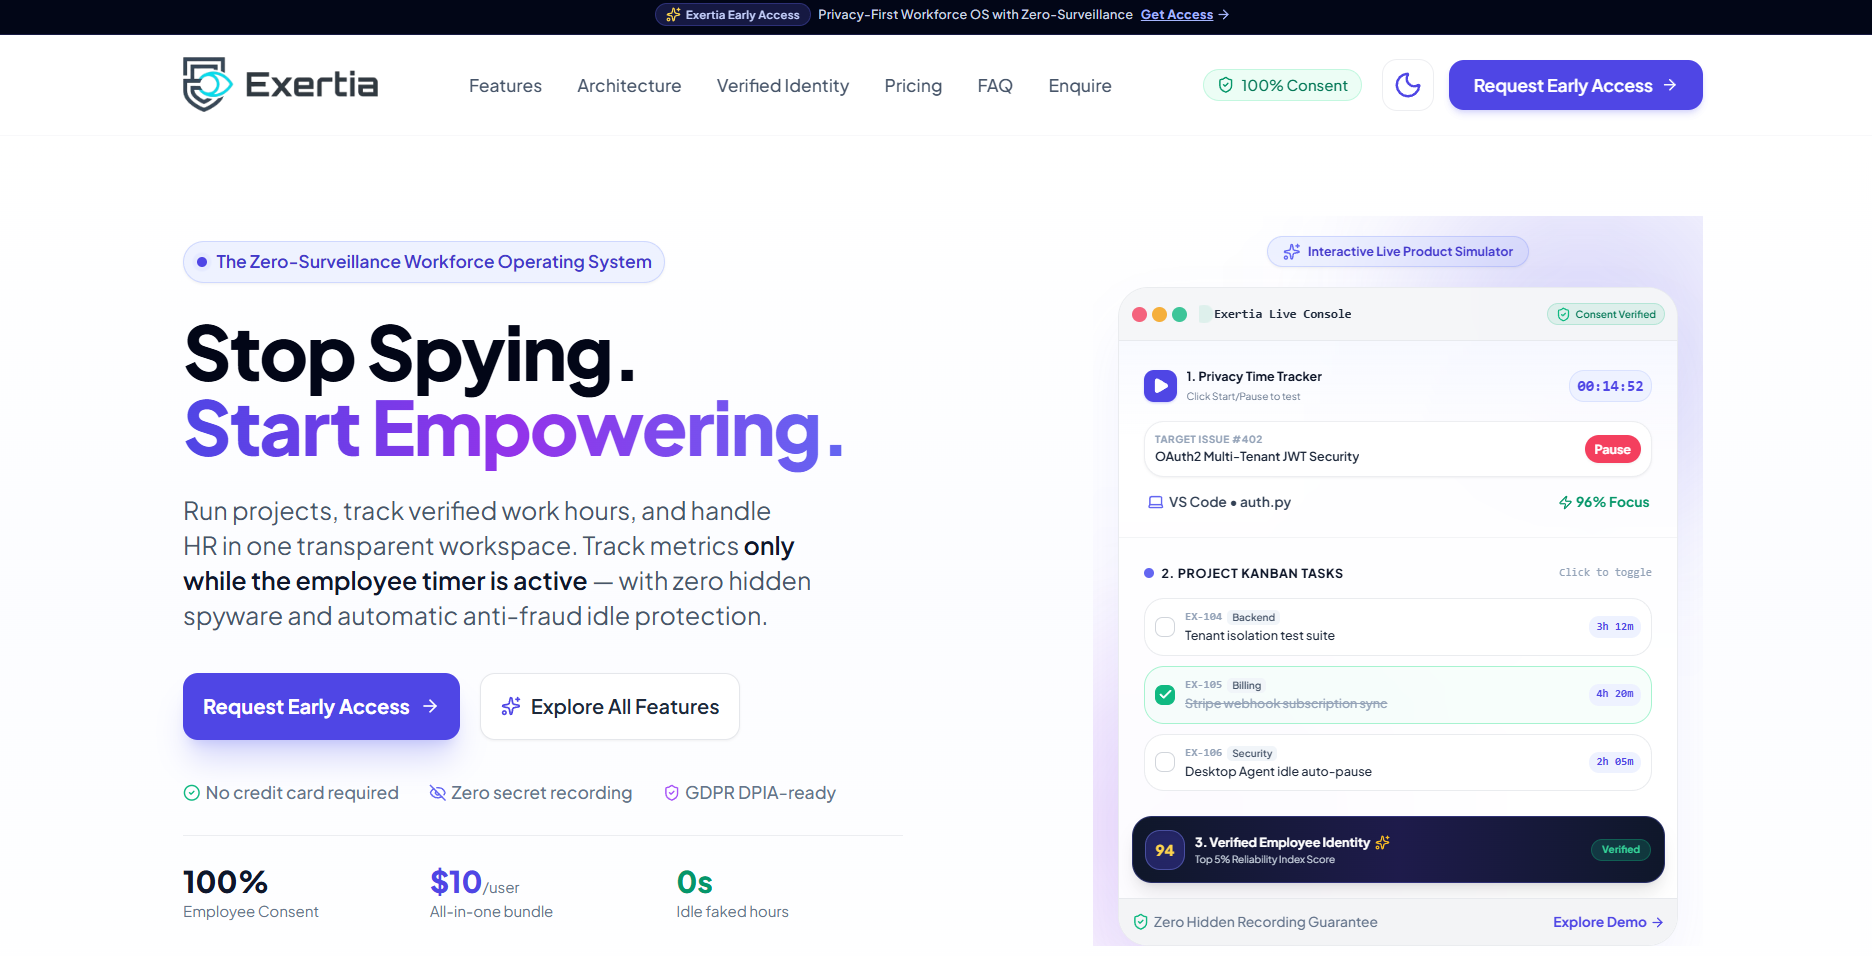 Exertia Early Access Privacy-First Workforce OS with Zero-Surveillance Get Access →
Exertia
Features Architecture Verified Identity Pricing FAQ Enquire
100% Consent
Request Early Access →
The Zero-Surveillance Workforce Operating System
Stop Spying.
Start Empowering.
Run projects, track verified work hours, and handle
HR in one transparent workspace. Track metrics only
while the employee timer is active — with zero hidden
spyware and automatic anti-fraud idle protection.
Request Early Access →
Explore All Features
No credit card required
Zero secret recording
GDPR DPIA-ready
100%
Employee Consent
$10/user
All-in-one bundle
0s
Idle faked hours
Interactive Live Product Simulator
Exertia Live Console
Consent Verified
1. Privacy Time Tracker
Click Start/Pause to test
00:14:52
TARGET ISSUE #402
OAuth2 Multi-Tenant JWT Security
Pause
VS Code • auth.py
96% Focus
2. PROJECT KANBAN TASKS
Click to toggle
EX-104 Backend
Tenant isolation test suite
3h 12m
EX-105 Billing
Stripe webhook subscription sync
4h 20m
EX-106 Security
Desktop Agent idle auto-pause
2h 05m
94
3. Verified Employee Identity
Top 5% Reliability Index Score
Verified
Zero Hidden Recording Guarantee
Explore Demo →